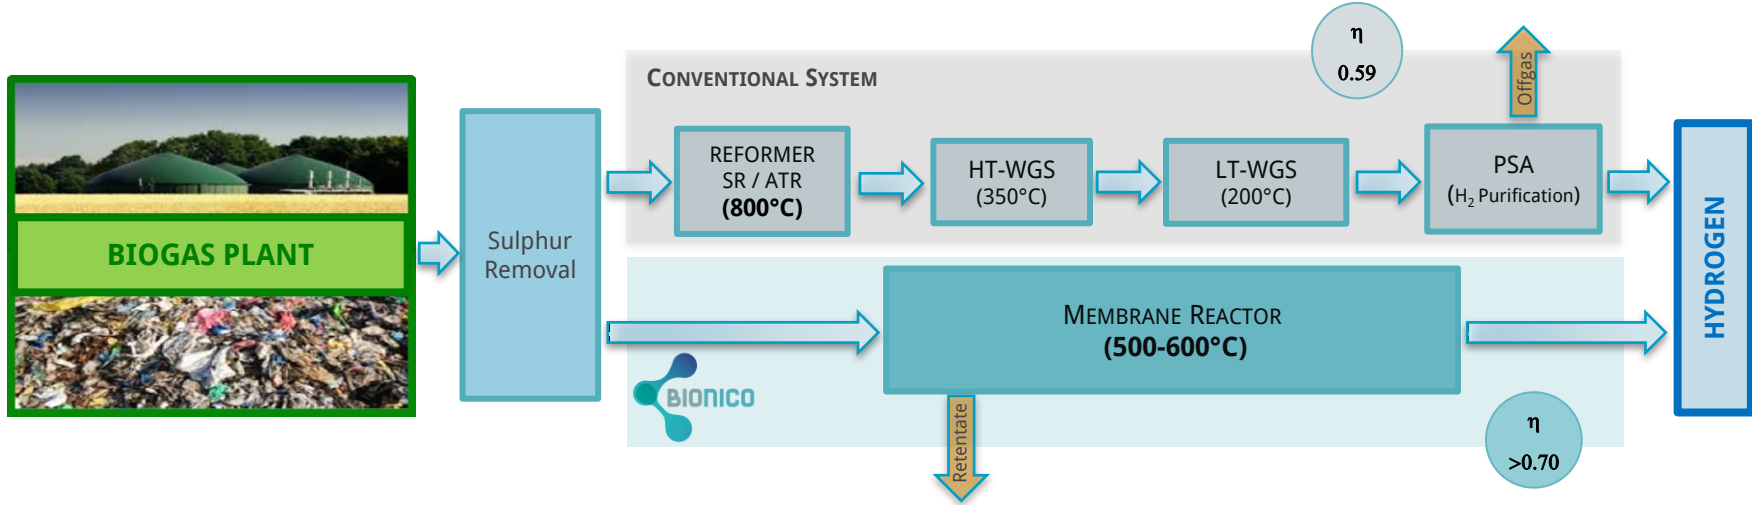 η
0.59
Offgas
CONVENTIONAL SYSTEM
REFORMER
SR / ATR
(800°C)
HT-WGS
(350°C)
LT-WGS
(200°C)
PSA
(H₂ Purification)
BIOGAS PLANT
Sulphur
Removal
HYDROGEN
MEMBRANE REACTOR
(500-600°C)
BIONICO
Retentate
η
>0.70